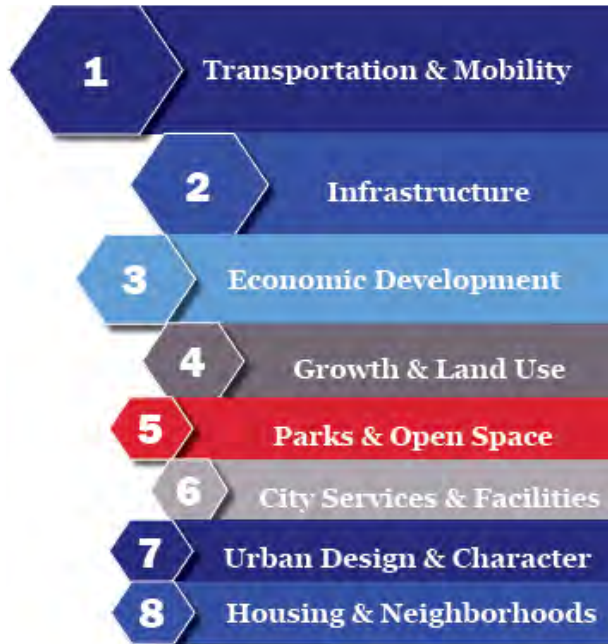 1 Transportation & Mobility
2 Infrastructure
3 Economic Development
4 Growth & Land Use
5 Parks & Open Space
6 City Services & Facilities
7 Urban Design & Character
8 Housing & Neighborhoods